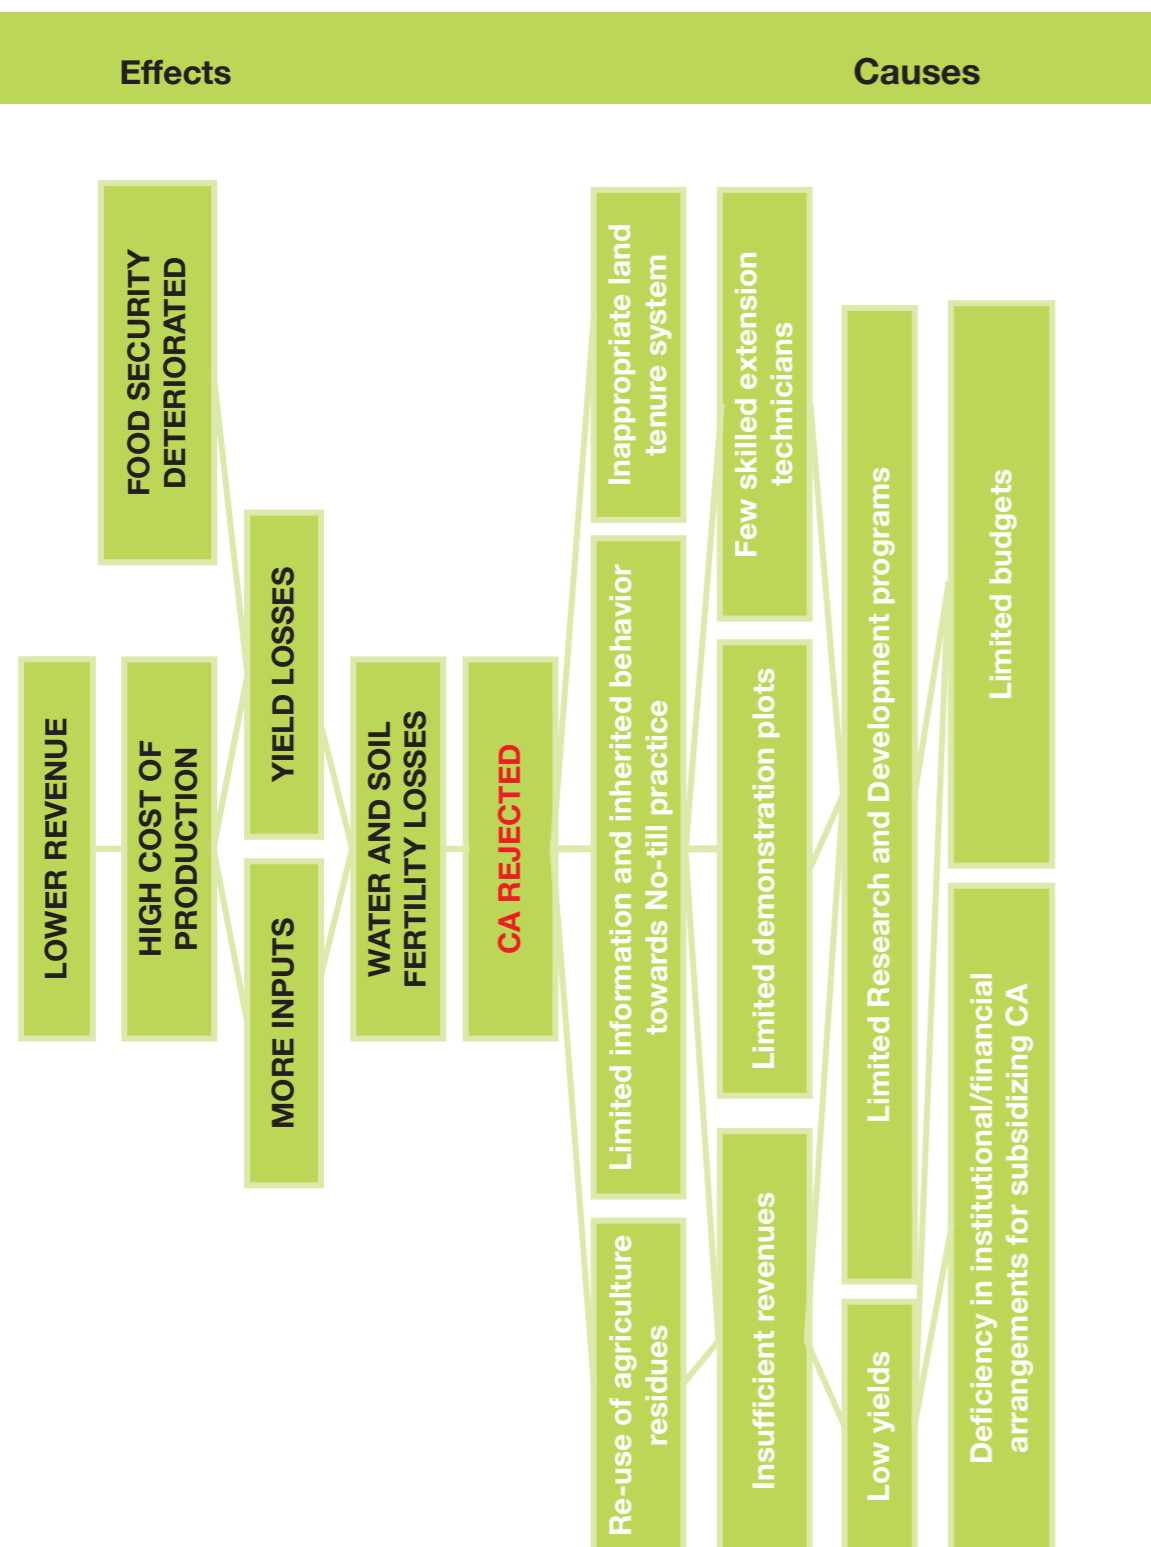 Effects
Causes
LOWER REVENUE
HIGH COST OF
PRODUCTION
FOOD SECURITY
DETERIORATED
MORE INPUTS
YIELD LOSSES
WATER AND SOIL
FERTILITY LOSSES
CA REJECTED
Re-use of agriculture
residues
Limited information and inherited behavior
towards No-till practice
Inappropriate land
tenure system
Insufficient revenues
Limited demonstration plots
Few skilled extension
technicians
Low yields
Limited Research and Development programs
Deficiency in institutional/financial
arrangements for subsidizing CA
Limited budgets